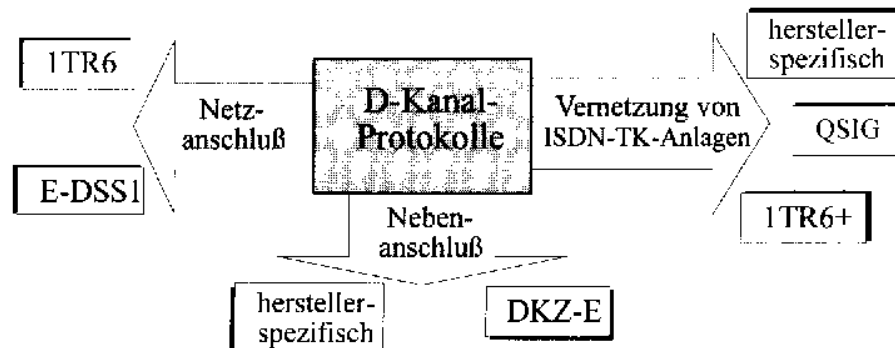 1TR6
E-DSS1
Netz-
anschluß
D-Kanal-
Protokolle
Vernetzung von
ISDN-TK-Anlagen
hersteller-
spezifisch
QSIG
1TR6+
Neben-
anschluß
hersteller-
spezifisch
DKZ-E